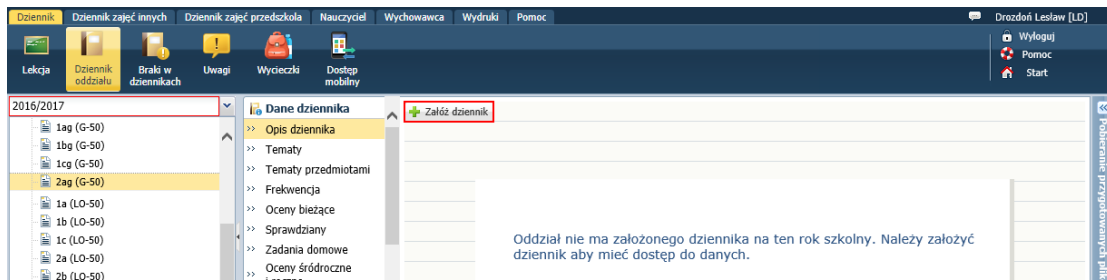 Dziennik Dziennik zajęć innych Dziennik zajęć przedszkola Nauczyciel Wychowawca Wydruki Pomoc Drozdoń Lesław [LD]
Lekcja
Dziennik oddziału
Braki w dziennikach
Uwagi
Wycieczki
Dostęp mobilny
Wyloguj
Pomoc
Start
2016/2017
1ag (G-50)
1bg (G-50)
1cg (G-50)
2ag (G-50)
1a (LO-50)
1b (LO-50)
1c (LO-50)
2a (LO-50)
2b (LO-50)
Dane dziennika
Opis dziennika
Tematy
Tematy przedmiotami
Frekwencja
Oceny bieżące
Sprawdziany
Zadania domowe
Oceny śródroczne
Załóż dziennik
Oddział nie ma założonego dziennika na ten rok szkolny. Należy założyć
dziennik aby mieć dostęp do danych.
Pobieranie przygotowanych